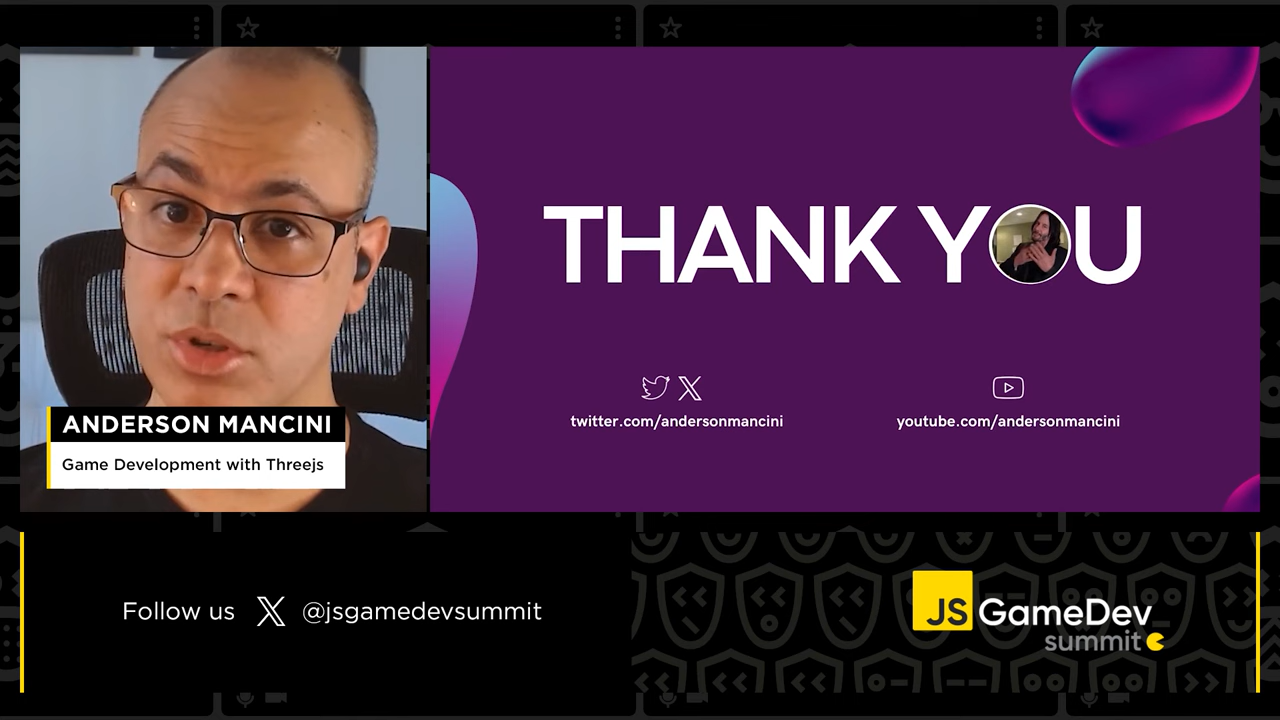 THANK YOU
twitter.com/andersonmancini
youtube.com/andersonmancini
ANDERSON MANCINI
Game Development with Threejs
Follow us X @jsgamedevsummit
JS GameDev
summit